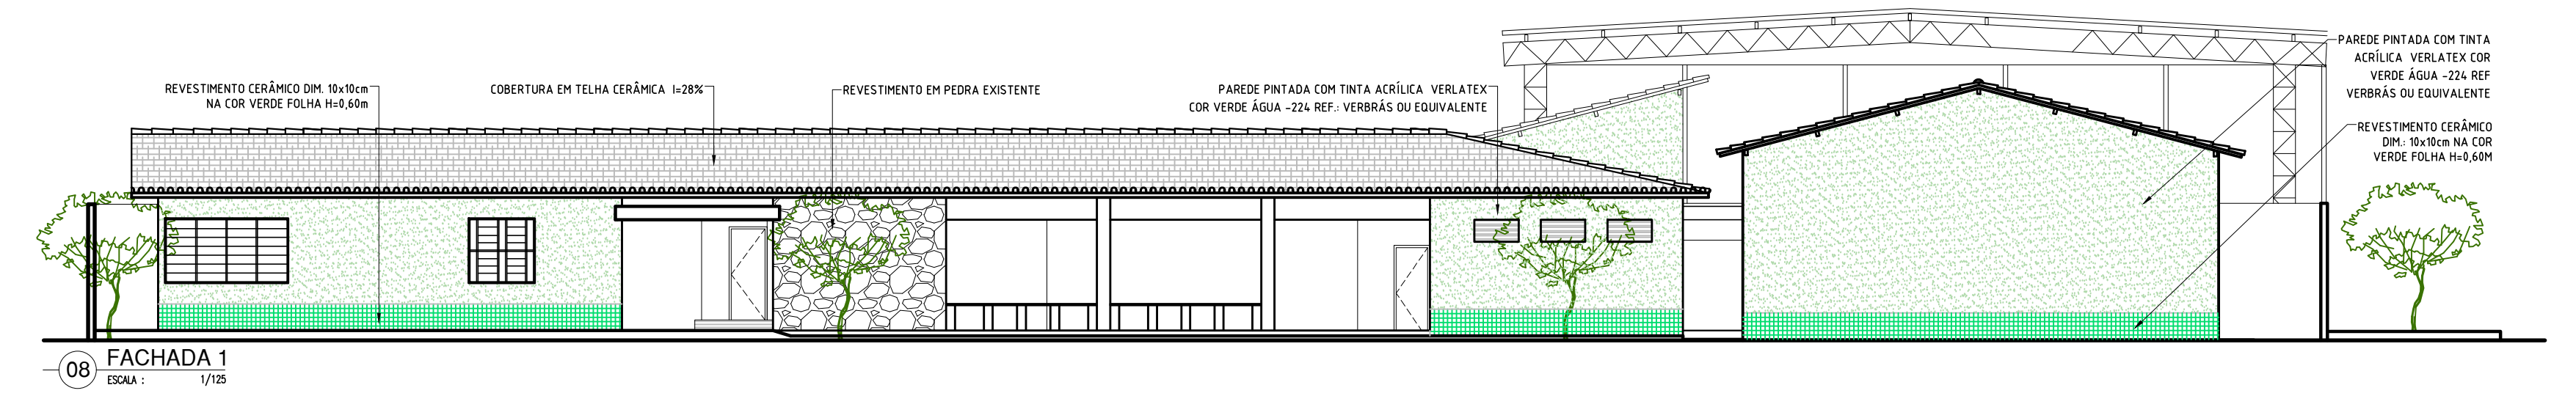 REVESTIMENTO CERÂMICO DIM. 10x10cm
NA COR VERDE FOLHA H=0,60m
COBERTURA EM TELHA CERÂMICA I=28%
REVESTIMENTO EM PEDRA EXISTENTE
PAREDE PINTADA COM TINTA ACRÍLICA VERLATEX
COR VERDE ÁGUA -224 REF.: VERBRÁS OU EQUIVALENTE
PAREDE PINTADA COM TINTA
ACRÍLICA VERLATEX COR
VERDE ÁGUA -224 REF
VERBRÁS OU EQUIVALENTE
REVESTIMENTO CERÂMICO
DIM.: 10x10cm NA COR
VERDE FOLHA H=0,60M
08 FACHADA 1
ESCALA : 1/125